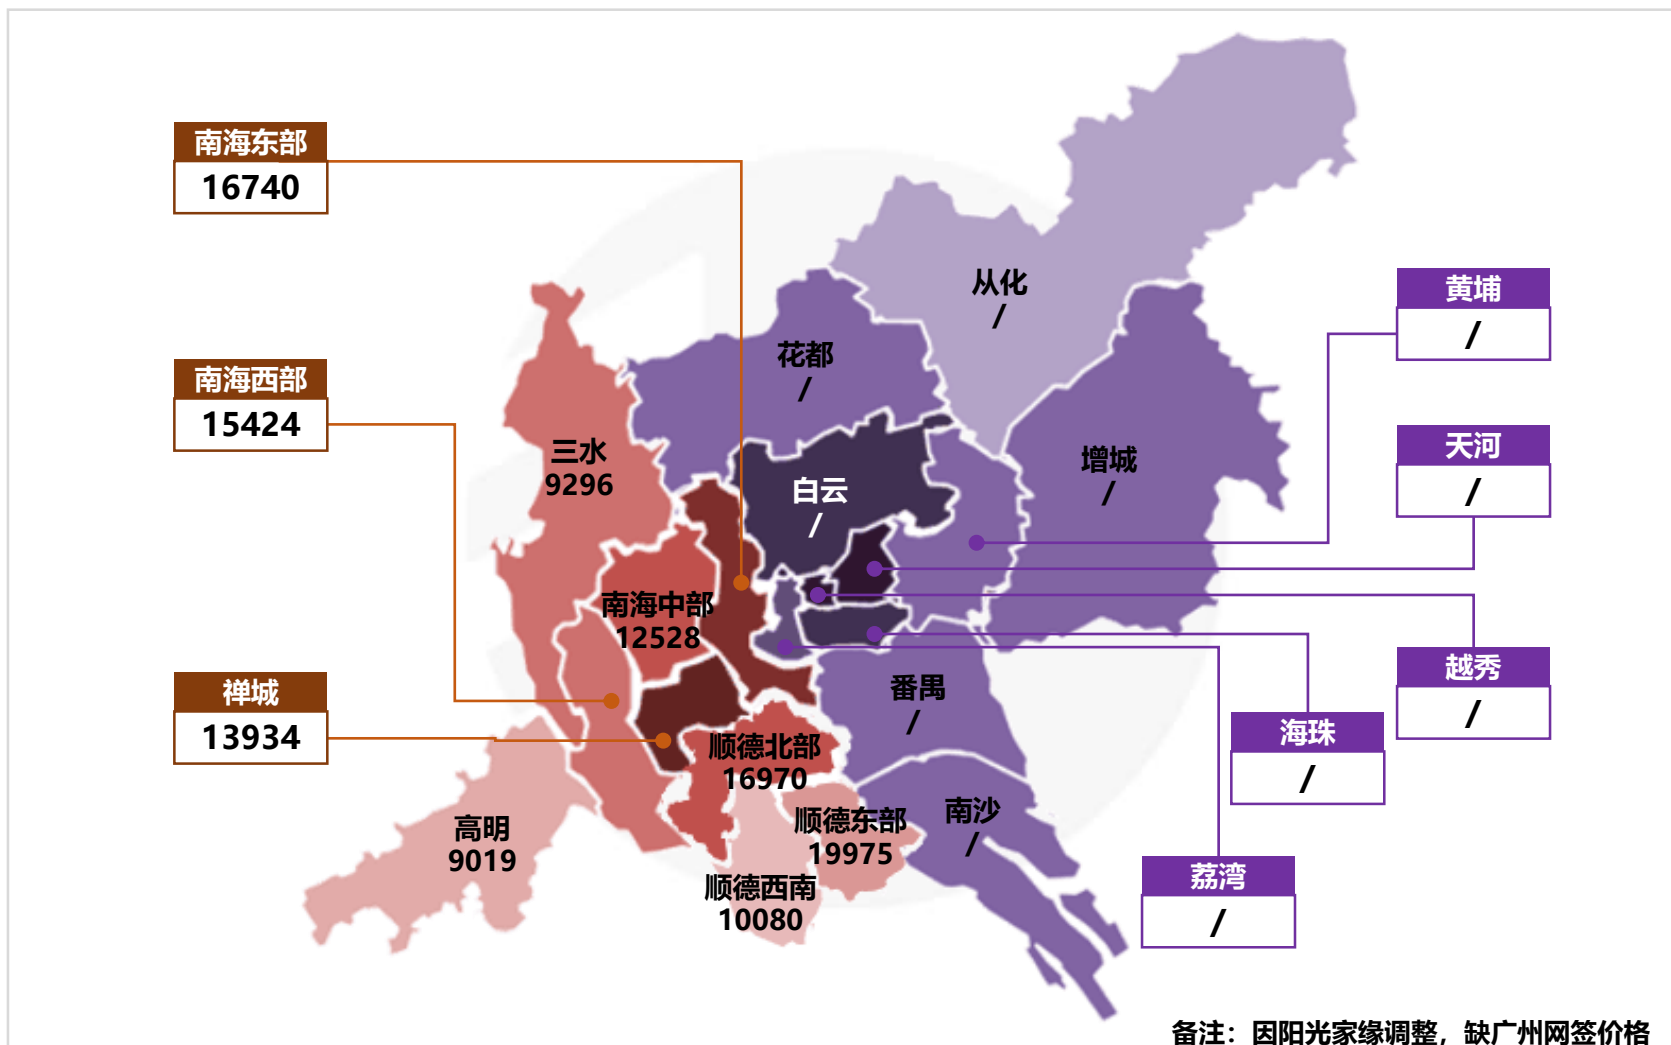 南海东部
16740
从化
/
黄埔
/
花都
/
南海西部
15424
三水
9296
增城
/
天河
/
白云
/
南海中部
12528
禅城
13934
番禺
/
越秀
/
海珠
/
顺德北部
16970
高明
9019
顺德东部
19975
南沙
/
顺德西南
10080
荔湾
/
备注：因阳光家缘调整，缺广州网签价格